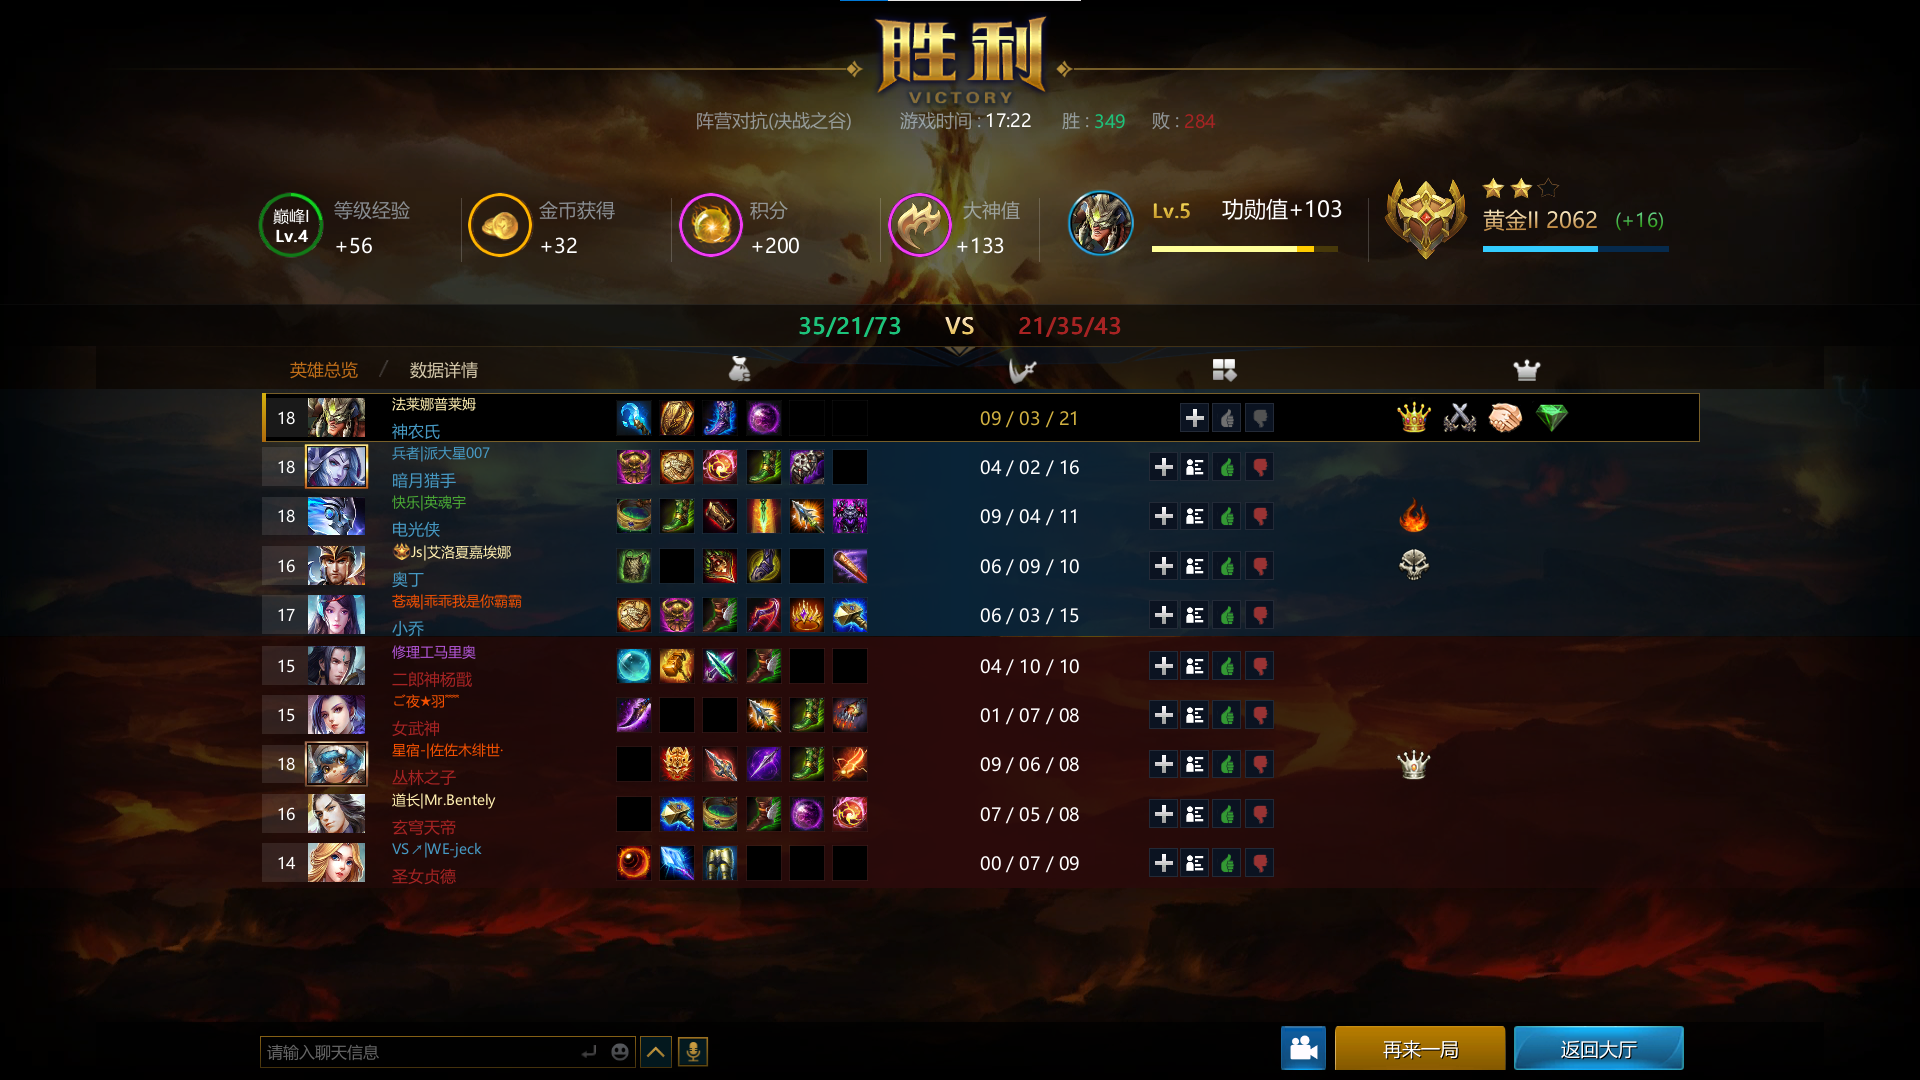 胜利
VICTORY
阵营对抗(决战之谷) 游戏时间 : 17:22 胜 : 349 败 : 284
巅峰I
Lv.4
等级经验
+56
金币获得
+32
积分
+200
大神值
+133
Lv.5 功勋值+103
黄金II 2062 (+16)
35/21/73 VS 21/35/43
英雄总览 / 数据详情
18 法莱娜普莱姆
神农氏
09 / 03 / 21
18 兵者|派大星007
暗月猎手
04 / 02 / 16
18 快乐|英魂宇
电光侠
09 / 04 / 11
16 Js|艾洛夏嘉埃娜
奥丁
06 / 09 / 10
17 苍魂|乖乖我是你霸霸
小乔
06 / 03 / 15
15 修理工马里奥
二郎神杨戬
04 / 10 / 10
15 ご夜★羽
女武神
01 / 07 / 08
18 星宿-|佐佐木绯世·
丛林之子
09 / 06 / 08
16 道长|Mr.Bentely
玄穹天帝
07 / 05 / 08
14 VS↗|WE-jeck
圣女贞德
00 / 07 / 09
请输入聊天信息
再来一局
返回大厅